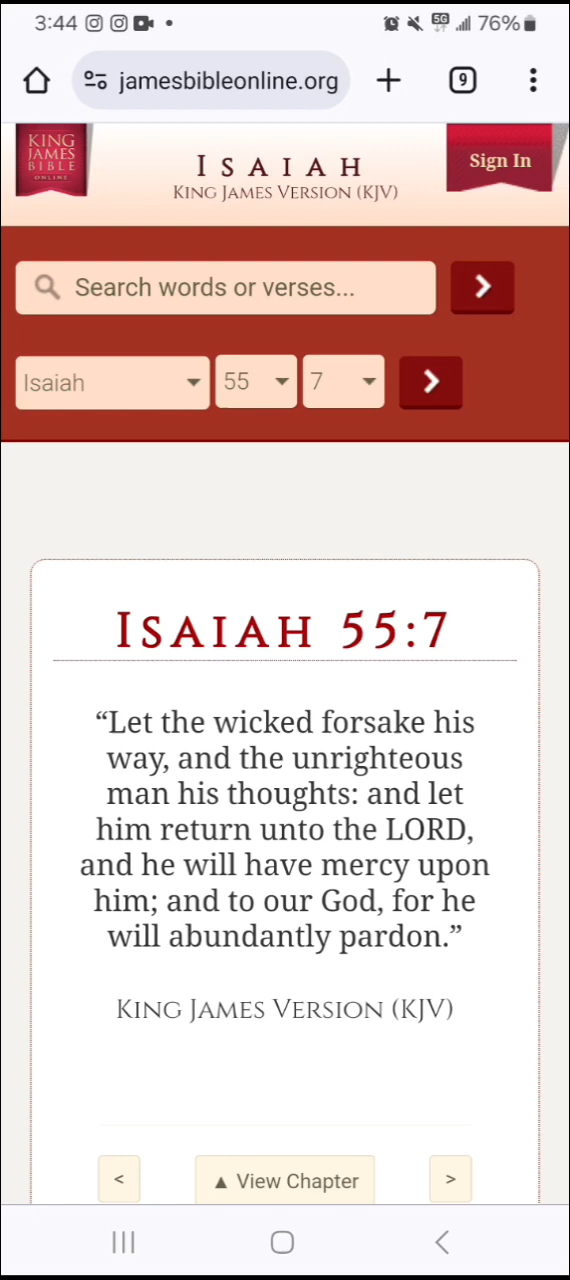 3:44 5G 76%
jamesbibleonline.org 9
KING
JAMES
BIBLE
ONLINE
ISAIAH
KING JAMES VERSION (KJV)
Sign In
Search words or verses...
Isaiah 55 7
ISAIAH 55:7
“Let the wicked forsake his
way, and the unrighteous
man his thoughts: and let
him return unto the LORD,
and he will have mercy upon
him; and to our God, for he
will abundantly pardon.”
KING JAMES VERSION (KJV)
< ▲ View Chapter >